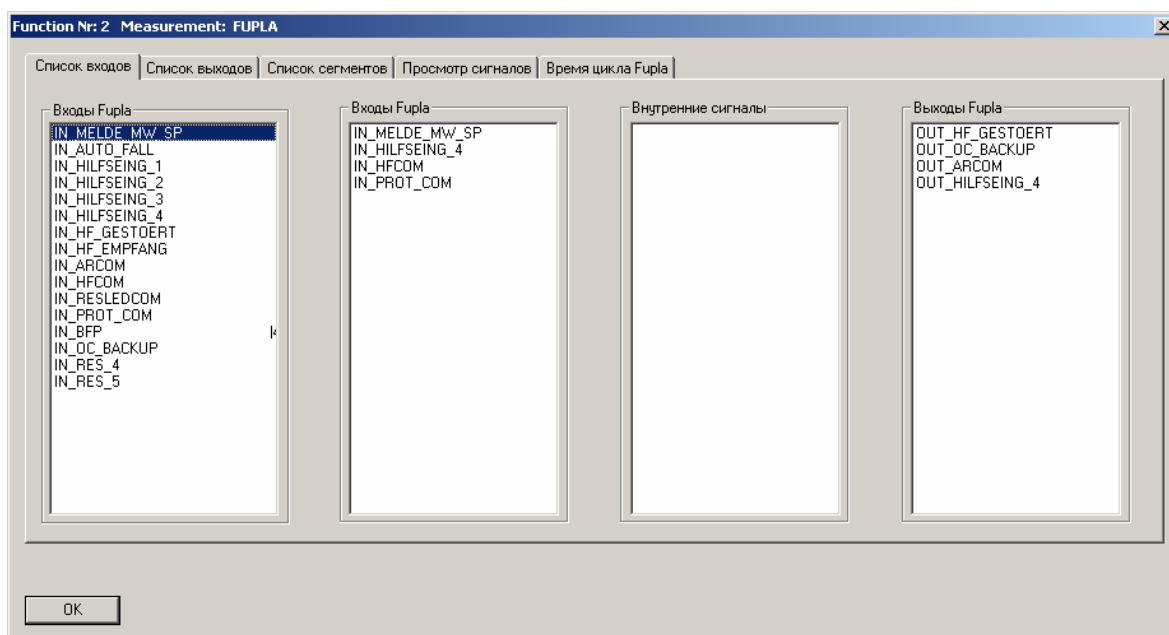 Function Nr: 2 Measurement: FUPLA
Список входов Список выходов Список сегментов Просмотр сигналов Время цикла Fupla
Входы Fupla
IN_MELDE_MW_SP
IN_AUTO_FALL
IN_HILFSEING_1
IN_HILFSEING_2
IN_HILFSEING_3
IN_HILFSEING_4
IN_HF_GESTOERT
IN_HF_EMPFANG
IN_ARCOM
IN_HFCOM
IN_RESLEDCOM
IN_PROT_COM
IN_BFP
IN_OC_BACKUP
IN_RES_4
IN_RES_5
Входы Fupla
IN_MELDE_MW_SP
IN_HILFSEING_4
IN_HFCOM
IN_PROT_COM
Внутренние сигналы
Выходы Fupla
OUT_HF_GESTOERT
OUT_OC_BACKUP
OUT_ARCOM
OUT_HILFSEING_4
OK